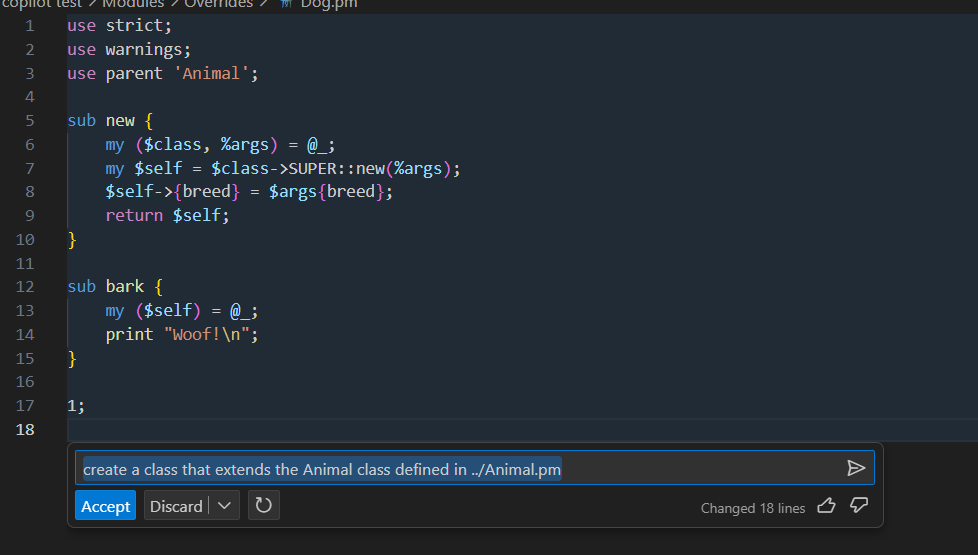 copilot test > Modules > Overrides > Dog.pm
1 use strict;
2 use warnings;
3 use parent 'Animal';
4
5 sub new {
6     my ($class, %args) = @_;
7     my $self = $class->SUPER::new(%args);
8     $self->{breed} = $args{breed};
9     return $self;
10 }
11
12 sub bark {
13     my ($self) = @_;
14     print "Woof!\n";
15 }
16
17 1;
18
create a class that extends the Animal class defined in ../Animal.pm
Accept Discard Changed 18 lines